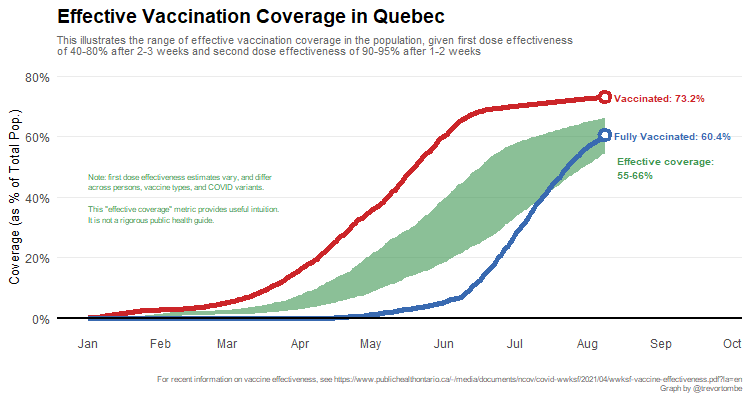 Effective Vaccination Coverage in Quebec
This illustrates the range of effective vaccination coverage in the population, given first dose effectiveness
of 40-80% after 2-3 weeks and second dose effectiveness of 90-95% after 1-2 weeks
Coverage (as % of Total Pop.)
80%
60%
40%
20%
0%
Note: first dose effectiveness estimates vary, and differ
across persons, vaccine types, and COVID variants.
This "effective coverage" metric provides useful intuition.
It is not a rigorous public health guide.
Vaccinated: 73.2%
Fully Vaccinated: 60.4%
Effective coverage:
55-66%
Jan Feb Mar Apr May Jun Jul Aug Sep Oct
For recent information on vaccine effectiveness, see https://www.publichealthontario.ca/-/media/documents/ncov/covid-wwksf/2021/04/wwksf-vaccine-effectiveness.pdf?la=en
Graph by @trevortombe